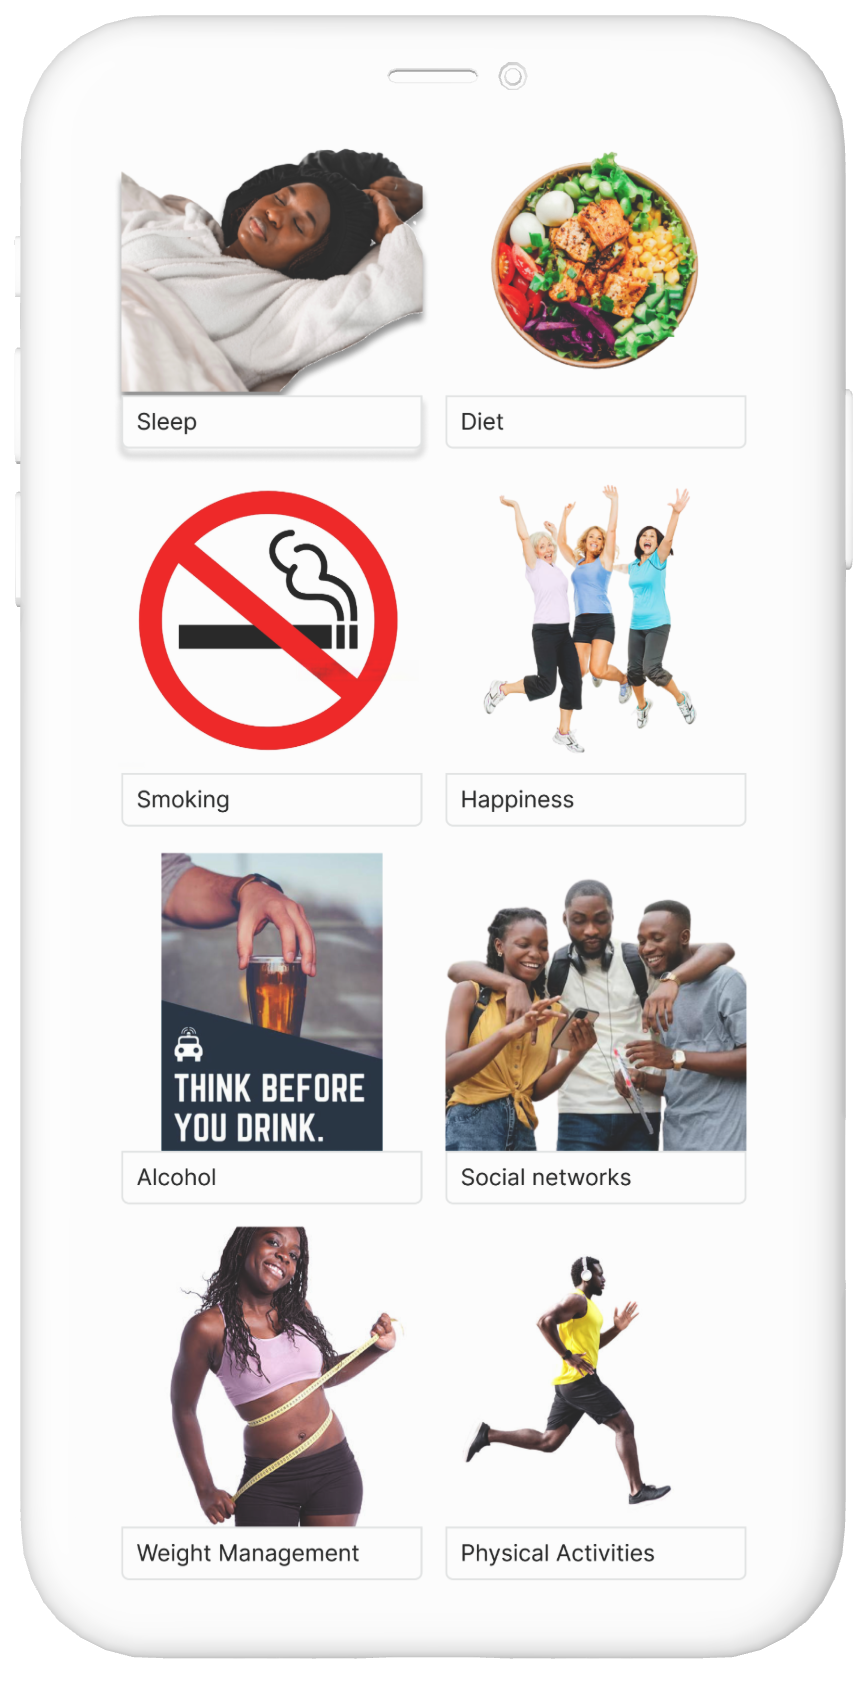 Sleep
Diet
Smoking
Happiness
THINK BEFORE
YOU DRINK.
Alcohol
Social networks
Weight Management
Physical Activities